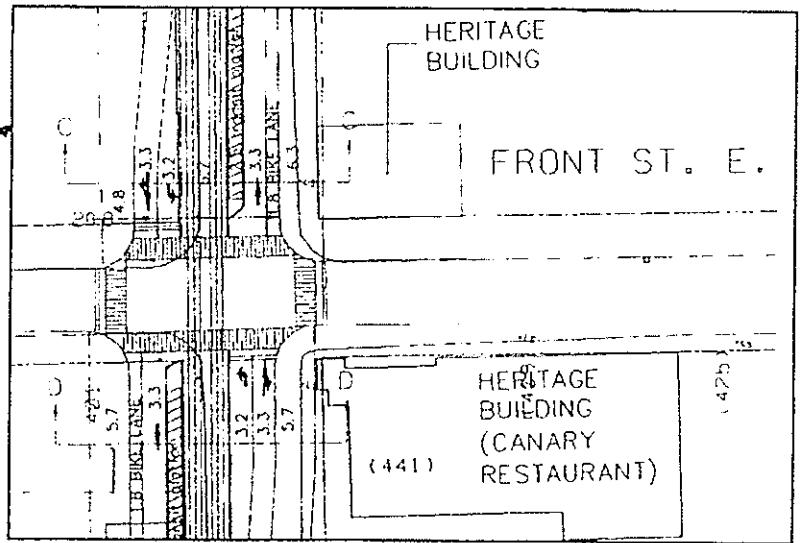 HERITAGE
BUILDING
C
C
FRONT ST. E.
4.8
3.3
3.2
6.7
3.3
1.8 BIKE LANE
6.3
D
D
5.7
1.8 BIKE LANE
3.3
3.2
3.3
5.7
HERITAGE
BUILDING
(CANARY
RESTAURANT)
(441)
(425)